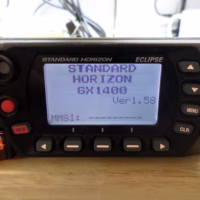 STANDARD HORIZON ECLIPSE
STANDARD
HORIZON
GX1400
Ver1.58
MMSI:---------
MENU
CLR